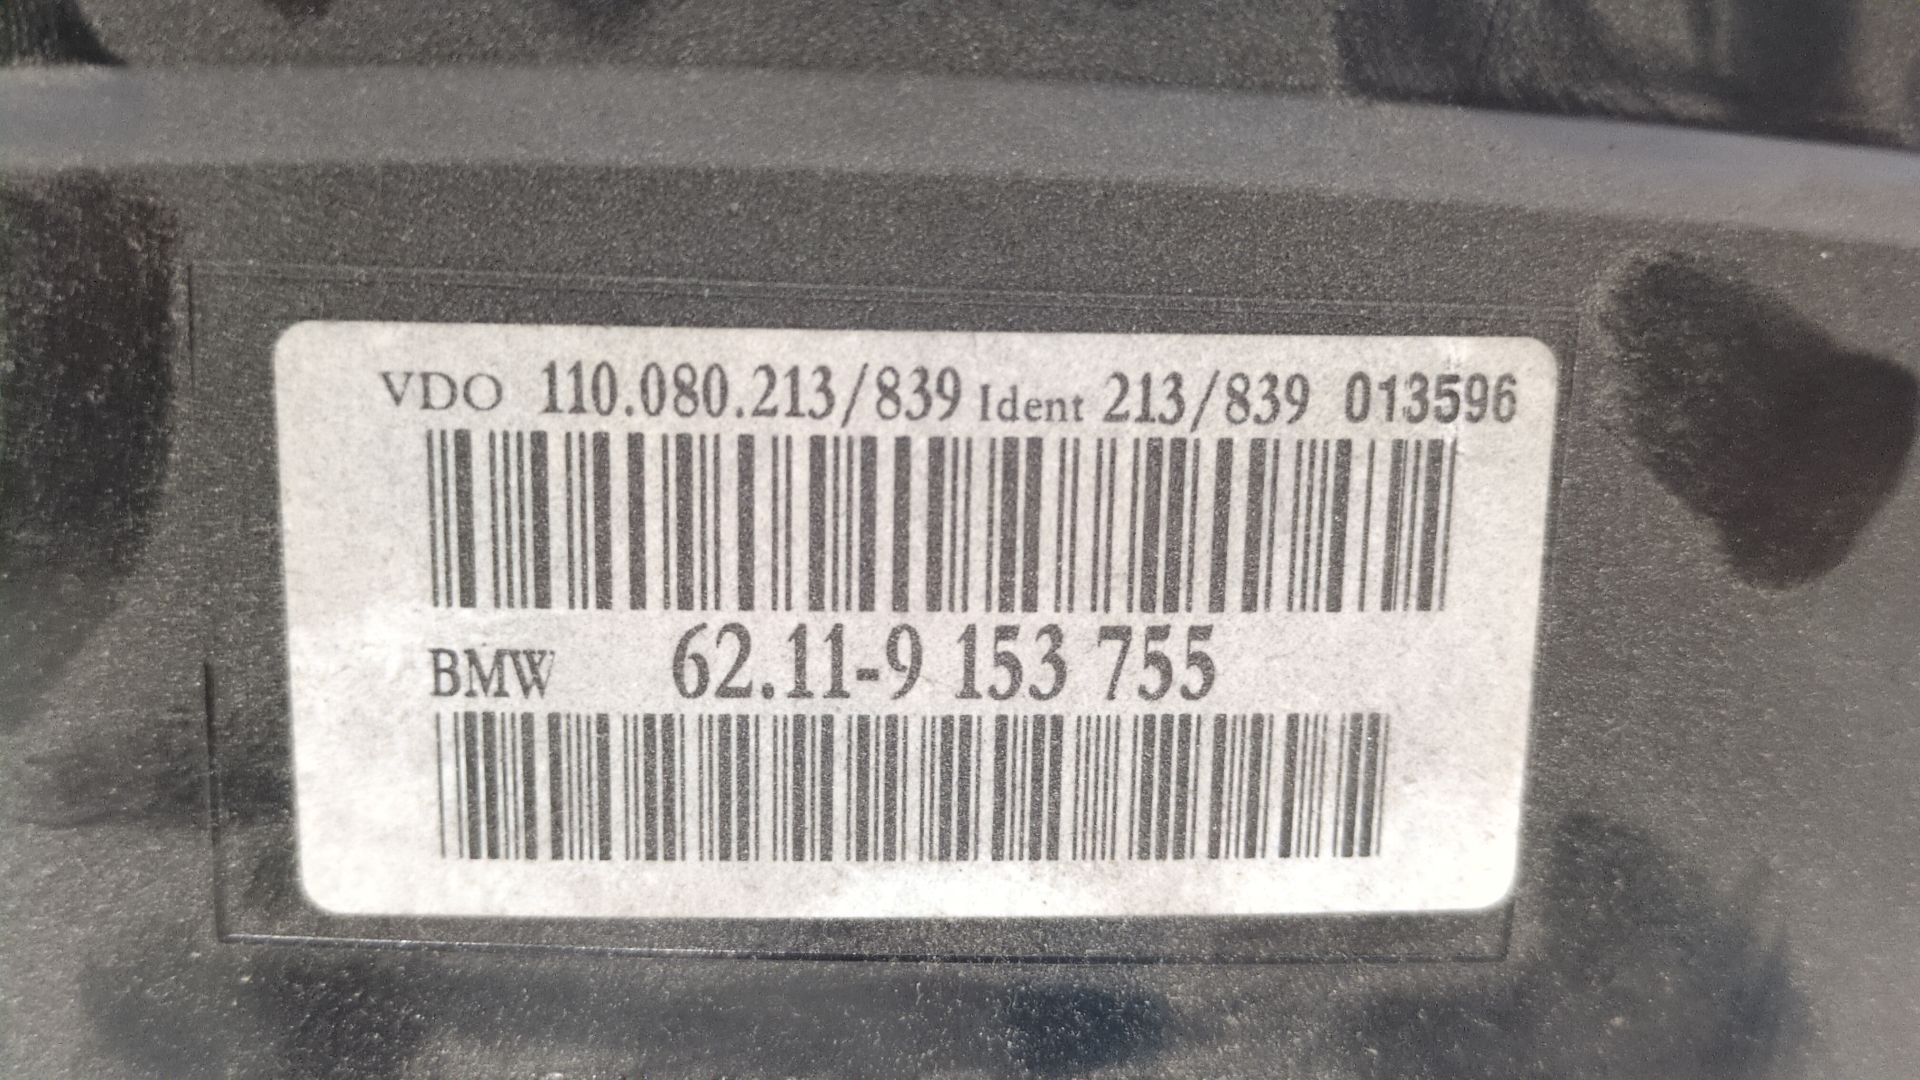 VDO 110.080.213/839 Ident 213/839 013596
BMW 62.11-9 153 755